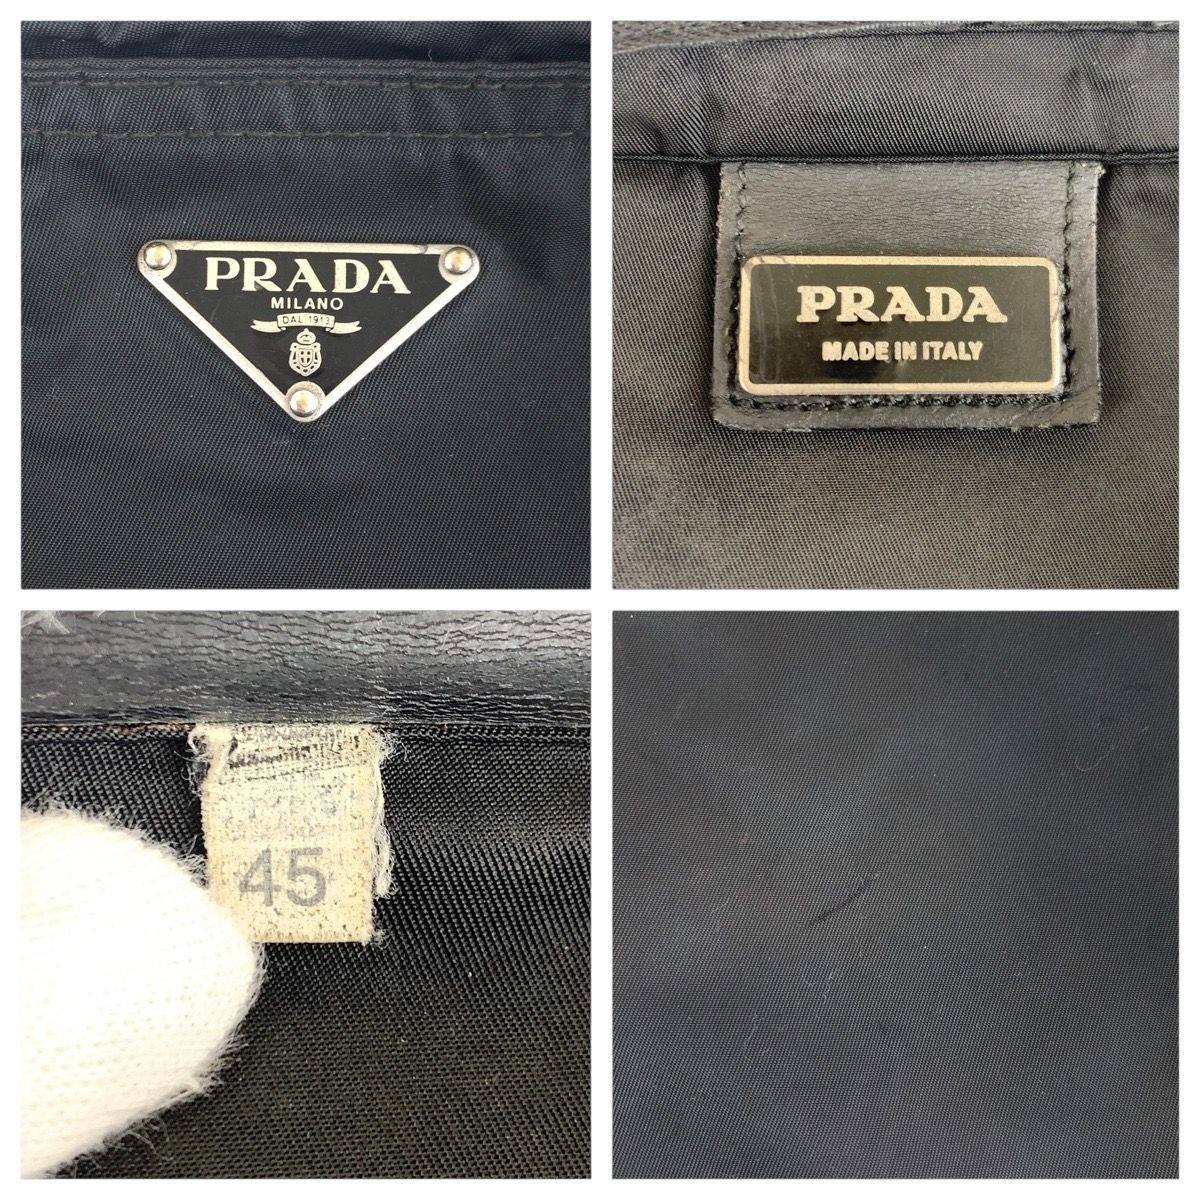 PRADA
MILANO
DAL 1913
PRADA
MADE IN ITALY
45